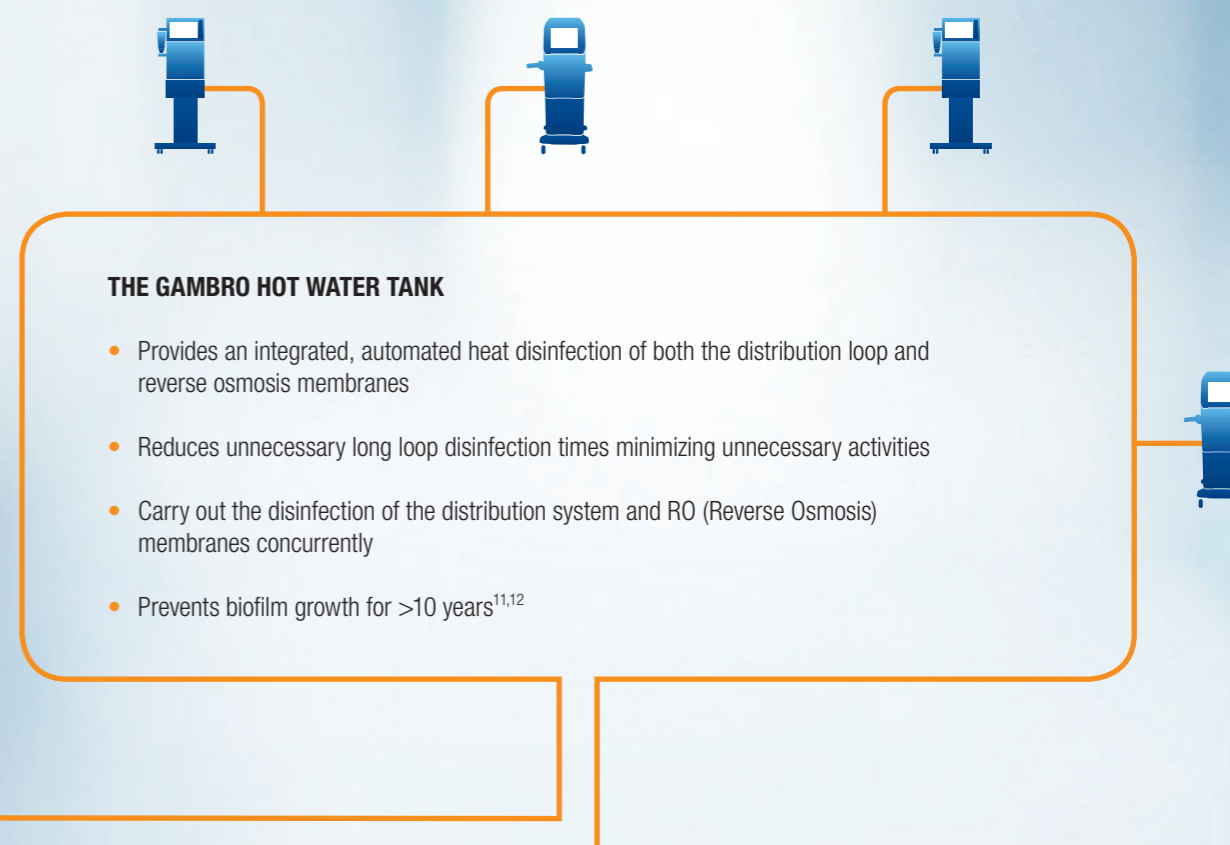 THE GAMBRO HOT WATER TANK
• Provides an integrated, automated heat disinfection of both the distribution loop and
reverse osmosis membranes
• Reduces unnecessary long loop disinfection times minimizing unnecessary activities
• Carry out the disinfection of the distribution system and RO (Reverse Osmosis)
membranes concurrently
• Prevents biofilm growth for >10 years11,12